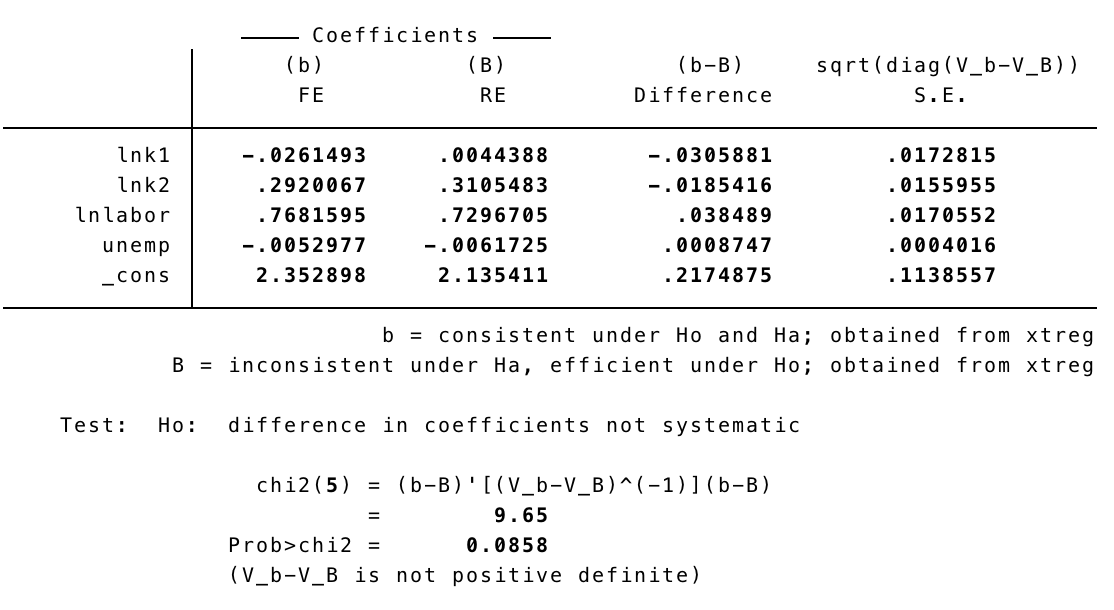 Coefficients
(b) (B) (b-B) sqrt(diag(V_b-V_B))
FE RE Difference S.E.
lnk1 -.0261493 .0044388 -.0305881 .0172815
lnk2 .2920067 .3105483 -.0185416 .0155955
lnlabor .7681595 .7296705 .038489 .0170552
unemp -.0052977 -.0061725 .0008747 .0004016
_cons 2.352898 2.135411 .2174875 .1138557
b = consistent under Ho and Ha; obtained from xtreg
B = inconsistent under Ha, efficient under Ho; obtained from xtreg
Test: Ho: difference in coefficients not systematic
chi2(5) = (b-B)'[(V_b-V_B)^(-1)](b-B)
= 9.65
Prob>chi2 = 0.0858
(V_b-V_B is not positive definite)